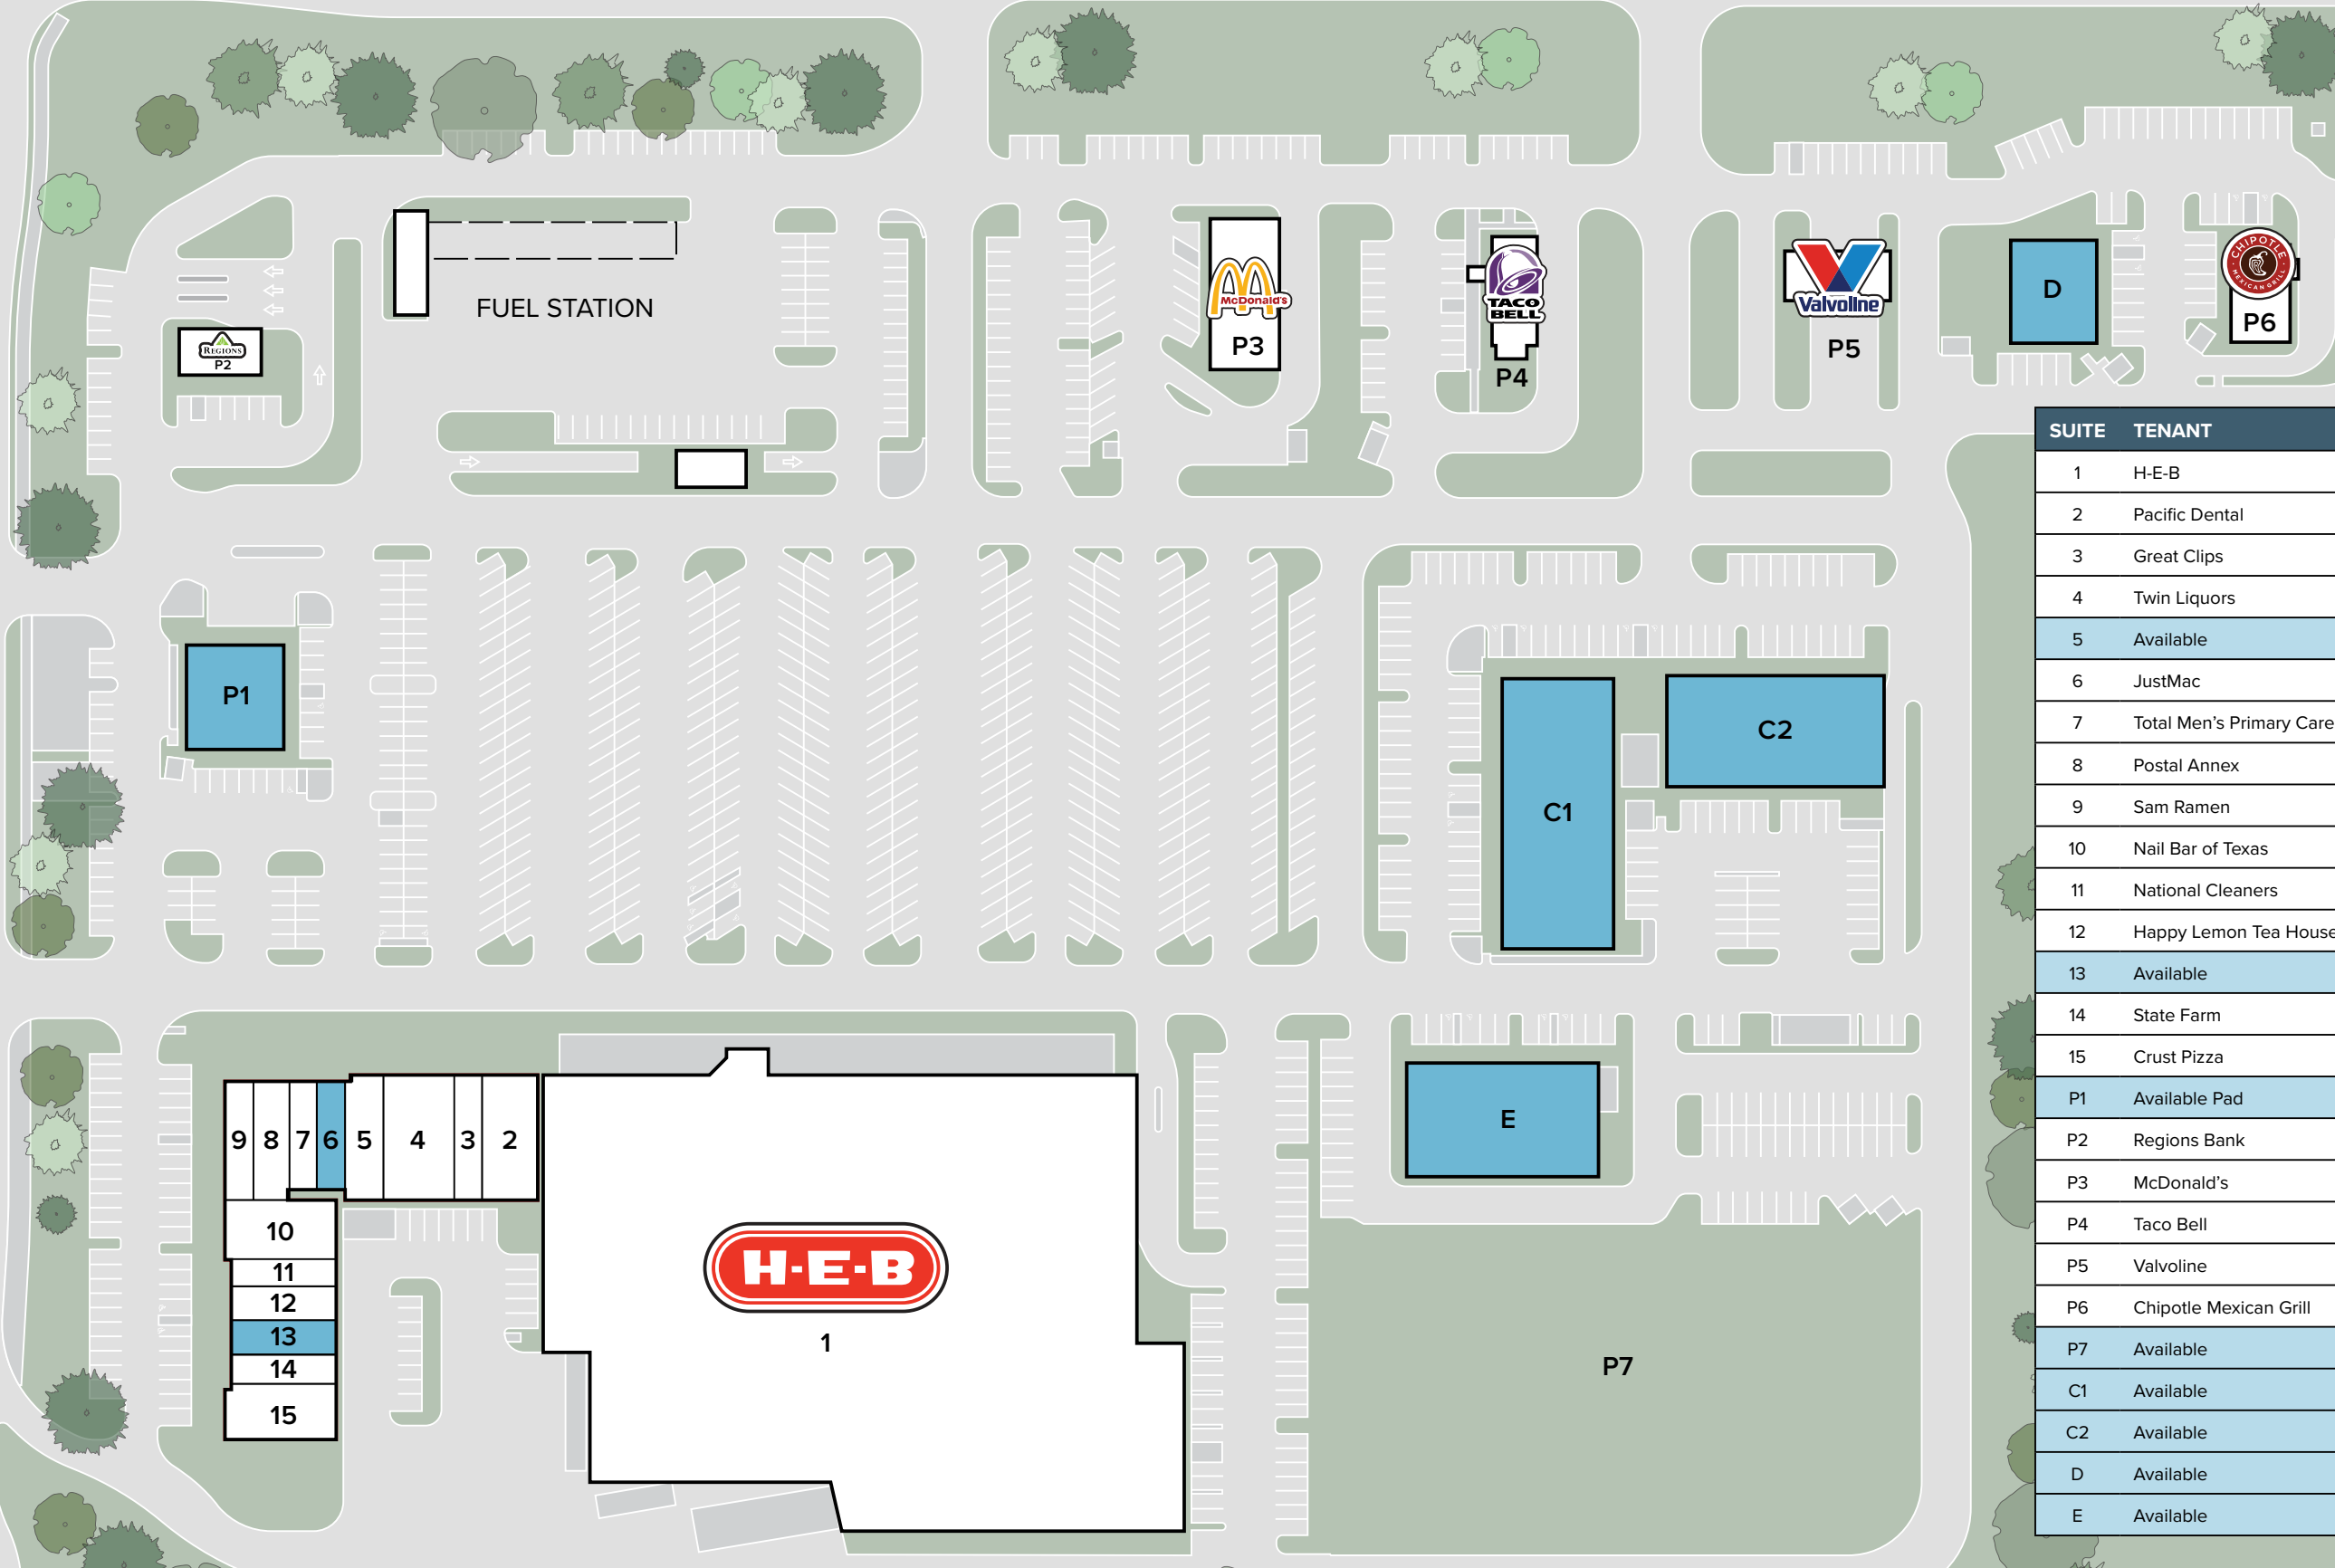 FUEL STATION
REGIONS
P2
McDonald's
P3
TACO
BELL
P4
Valvoline
P5
D
CHIPOTLE
MEXICAN GRILL
P6
P1
C1
C2
E
9 8 7 6 5 4 3 2
10
11
12
13
14
15
H-E-B
1
P7
SUITE TENANT
1 H-E-B
2 Pacific Dental
3 Great Clips
4 Twin Liquors
5 Available
6 JustMac
7 Total Men's Primary Care
8 Postal Annex
9 Sam Ramen
10 Nail Bar of Texas
11 National Cleaners
12 Happy Lemon Tea House
13 Available
14 State Farm
15 Crust Pizza
P1 Available Pad
P2 Regions Bank
P3 McDonald's
P4 Taco Bell
P5 Valvoline
P6 Chipotle Mexican Grill
P7 Available
C1 Available
C2 Available
D Available
E Available